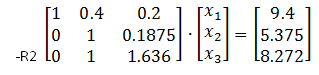 [1 0.4 0.2] [x₁] [9.4]
[0 1 0.1875] · [x₂] = [5.375]
-R2 [0 1 1.636] [x₃] [8.272]